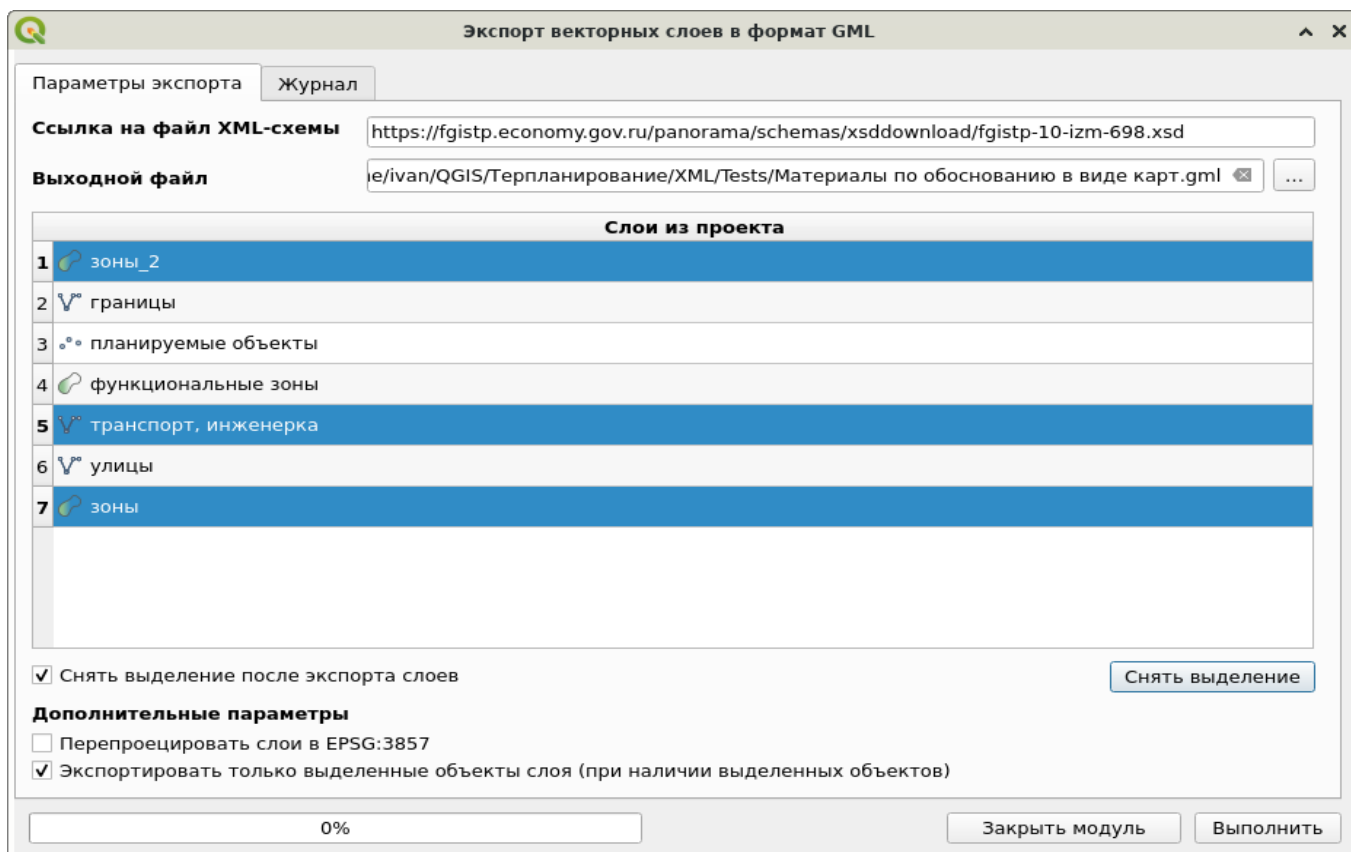 Экспорт векторных слоев в формат GML
Параметры экспорта Журнал
Ссылка на файл XML-схемы https://fgistp.economy.gov.ru/panorama/schemas/xsddownload/fgistp-10-izm-698.xsd
Выходной файл ne/ivan/QGIS/Терпланирование/XML/Tests/Материалы по обоснованию в виде карт.gml ...
Слои из проекта
1 зоны_2
2 границы
3 планируемые объекты
4 функциональные зоны
5 транспорт, инженерка
6 улицы
7 зоны
Снять выделение после экспорта слоев Снять выделение
Дополнительные параметры
Перепроецировать слои в EPSG:3857
Экспортировать только выделенные объекты слоя (при наличии выделенных объектов)
0% Закрыть модуль Выполнить